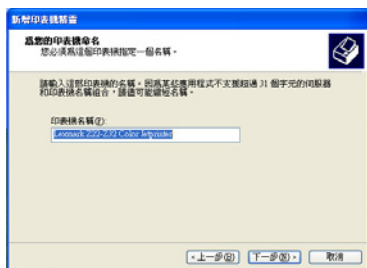 新增印表機精靈
為您的印表機命名
您必須為這個印表機指定一個名稱。
請輸入這部印表機的名稱。因為某些應用程式不支援超過 31 個字元的伺服器
和印表機名稱組合，請儘可能縮短名稱。
印表機名稱(P):
Lexmark Z22-Z32 Color Jetprinter
<上一步(B)
下一步(N)>
取消